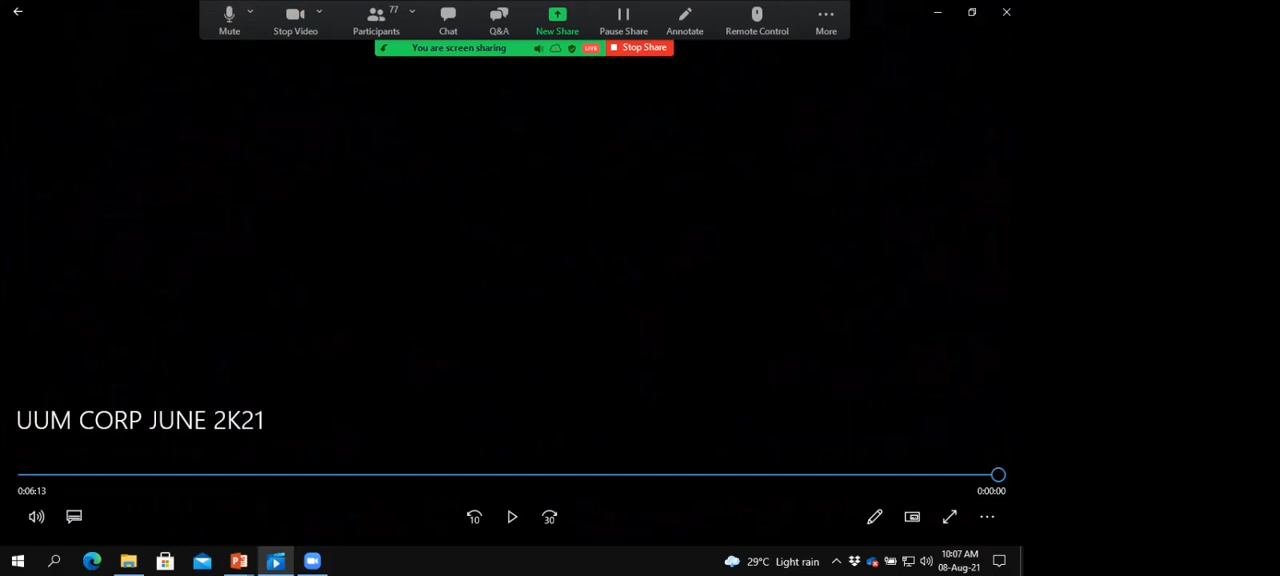 77
Mute Stop Video Participants Chat Q&A New Share Pause Share Annotate Remote Control More
You are screen sharing LIVE Stop Share
UUM CORP JUNE 2K21
0:06:13 0:00:00
10 30
29°C Light rain 10:07 AM
08-Aug-21